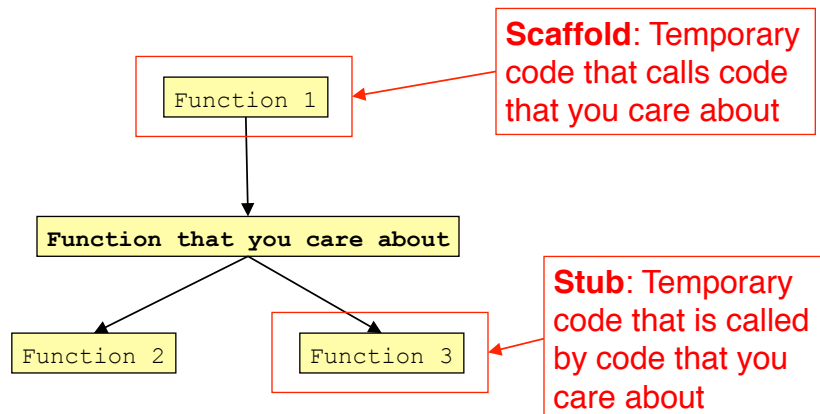 Scaffold: Temporary
code that calls code
that you care about
Function 1
Function that you care about
Function 2
Function 3
Stub: Temporary
code that is called
by code that you
care about